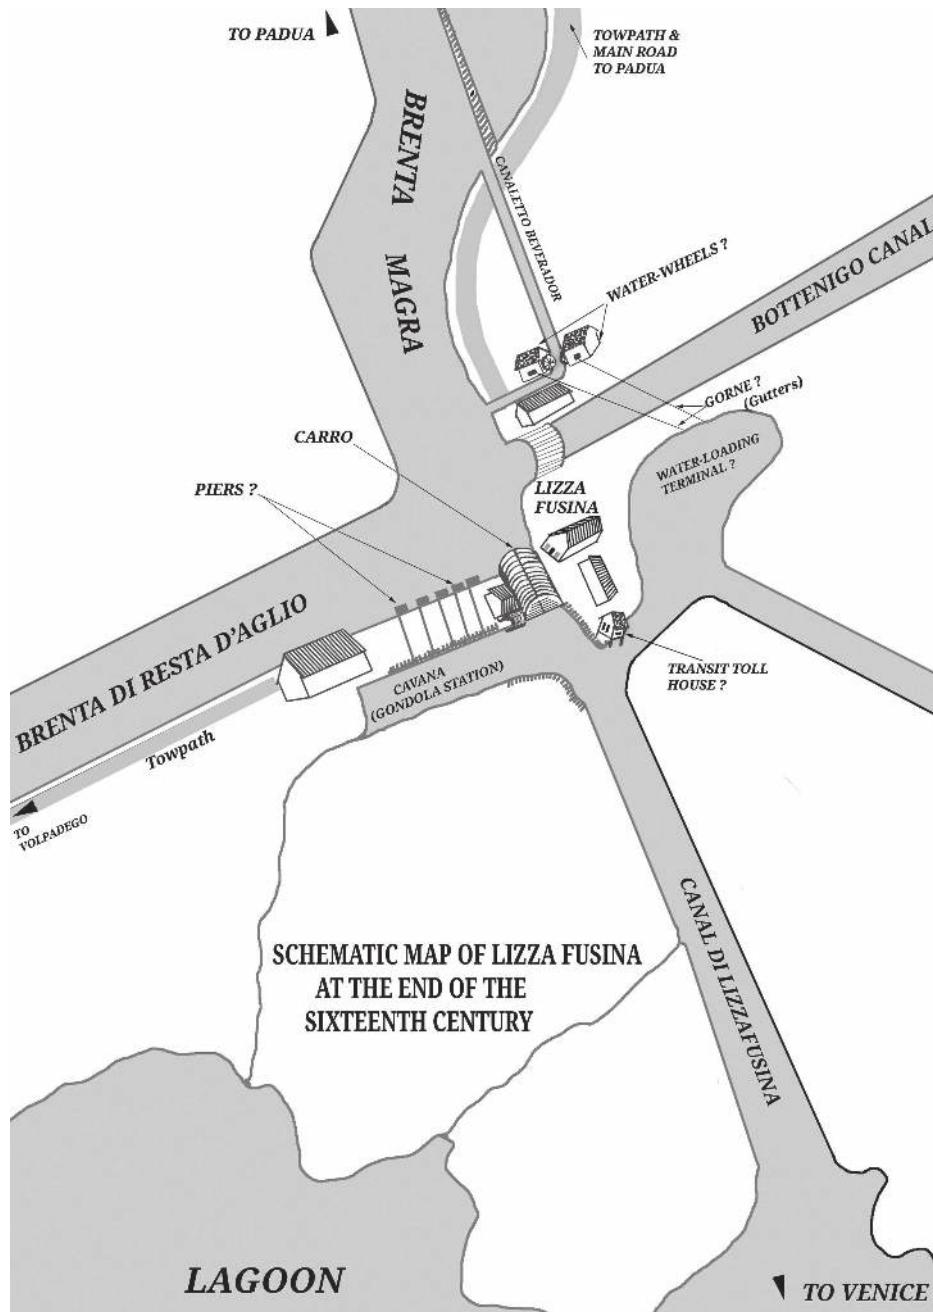 TO PADUA
TOWPATH &
MAIN ROAD
TO PADUA
BRENTA
MAGRA
CANALETTO BEVERADOR
WATER-WHEELS ?
BOTTENIGO CANAL
GORNE ?
(Gutters)
CARRO
WATER-LOADING
TERMINAL ?
PIERS ?
LIZZA
FUSINA
BRENTA DI RESTA D'AGLIO
CAVANA
(GONDOLA STATION)
TRANSIT TOLL
HOUSE ?
Towpath
TO
VOLPADEGO
SCHEMATIC MAP OF LIZZA FUSINA
AT THE END OF THE
SIXTEENTH CENTURY
CANAL DI LIZZAFUSINA
LAGOON
TO VENICE